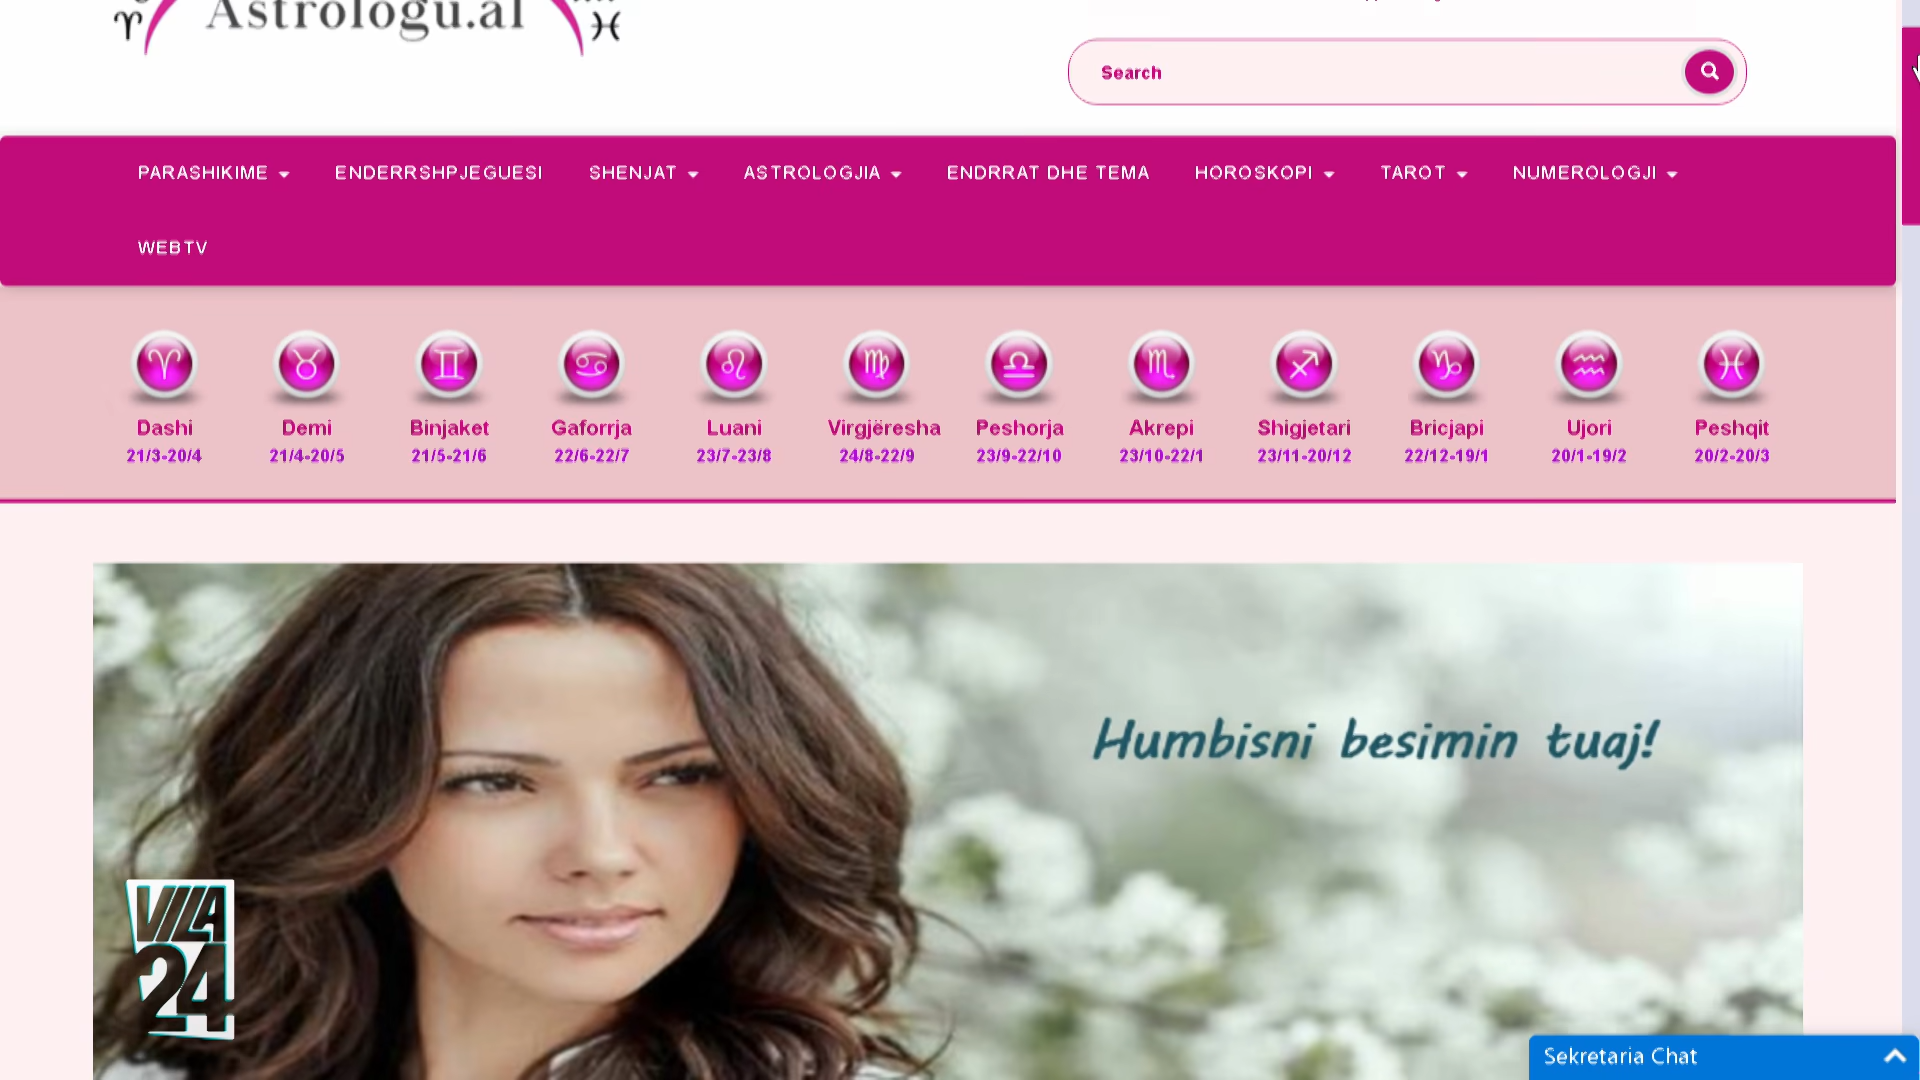 Astrologu.al
Search
PARASHIKIME ENDERRSHPJEGUESI SHENJAT ASTROLOGJIA ENDRRAT DHE TEMA HOROSKOPI TAROT NUMEROLOGJI
WEBTV
Dashi Demi Binjaket Gaforrja Luani Virgjëresha Peshorja Akrepi Shigjetari Bricjapi Ujori Peshqit
21/3-20/4 21/4-20/5 21/5-21/6 22/6-22/7 23/7-23/8 24/8-22/9 23/9-22/10 23/10-22/1 23/11-20/12 22/12-19/1 20/1-19/2 20/2-20/3
Humbisni besimin tuaj!
VILA
24
Sekretaria Chat